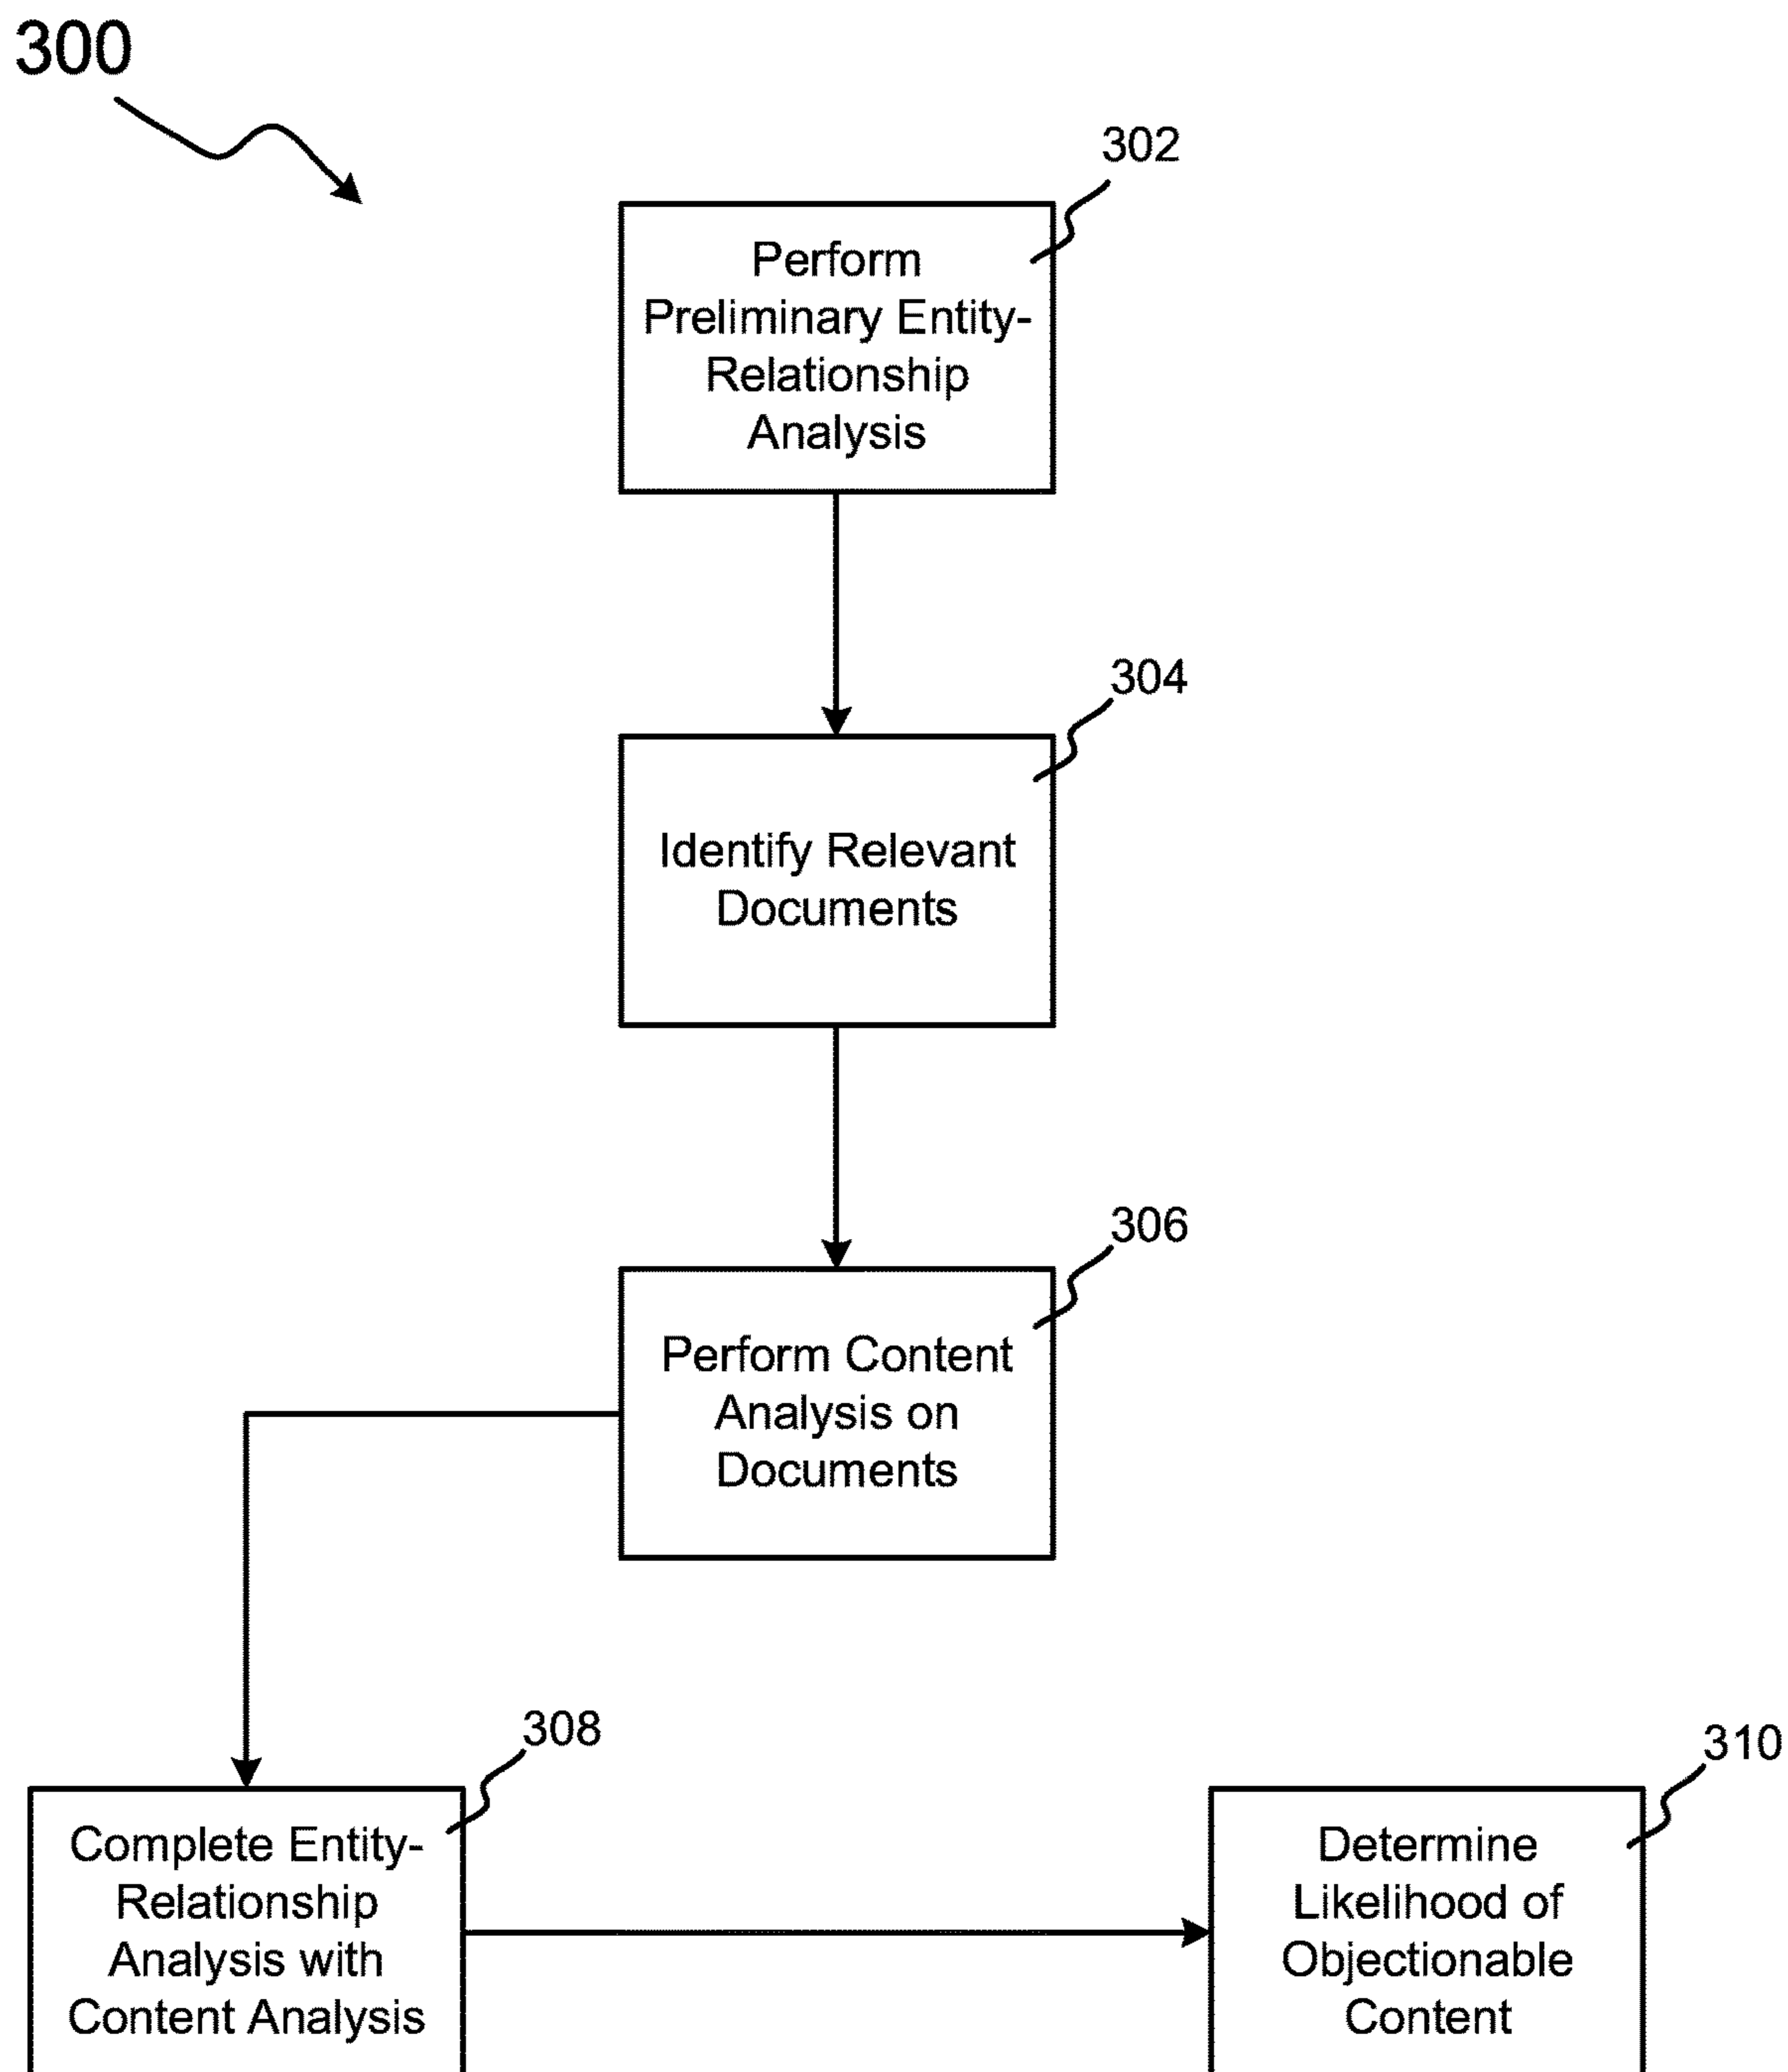 300
302
Perform
Preliminary Entity-
Relationship
Analysis
304
Identify Relevant
Documents
306
Perform Content
Analysis on
Documents
308
Complete Entity-
Relationship
Analysis with
Content Analysis
310
Determine
Likelihood of
Objectionable
Content